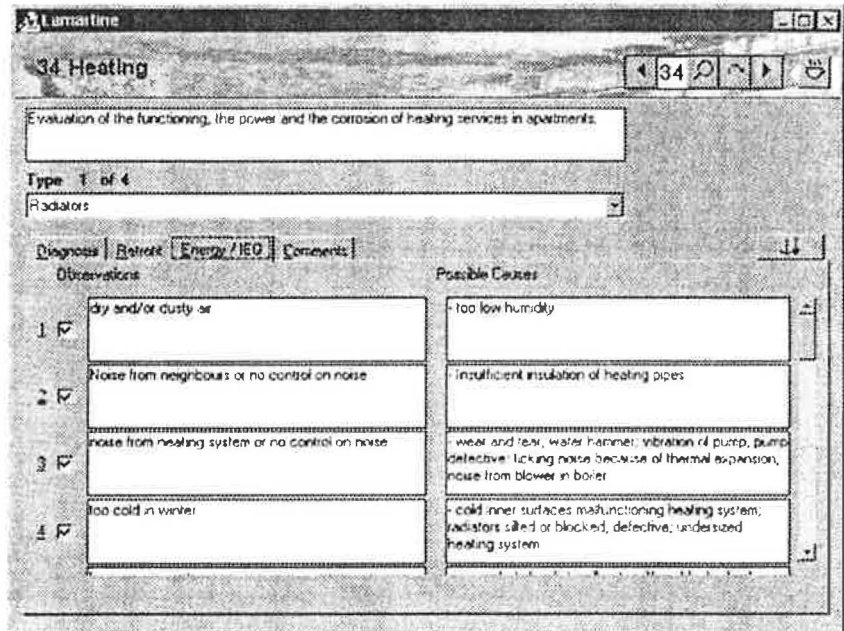 Lamartine
34 Heating
34
Evaluation of the functioning, the power and the corrosion of heating services in apartments.
Type 1 of 4
Radiators
Diagnosis Retrofit Energy / IEQ Comments
Observations Possible Causes
1 dry and/or dusty air - too low humidity
2 Noise from neighbours or no control on noise - Insufficient insulation of heating pipes
3 noise from heating system or no control on noise - wear and tear, water hammer; vibration of pump, pump
defective; ticking noise because of thermal expansion,
noise from blower in boiler
4 too cold in winter - cold inner surfaces malfunctioning heating system;
radiators silted or blocked, defective; undersized
heating system